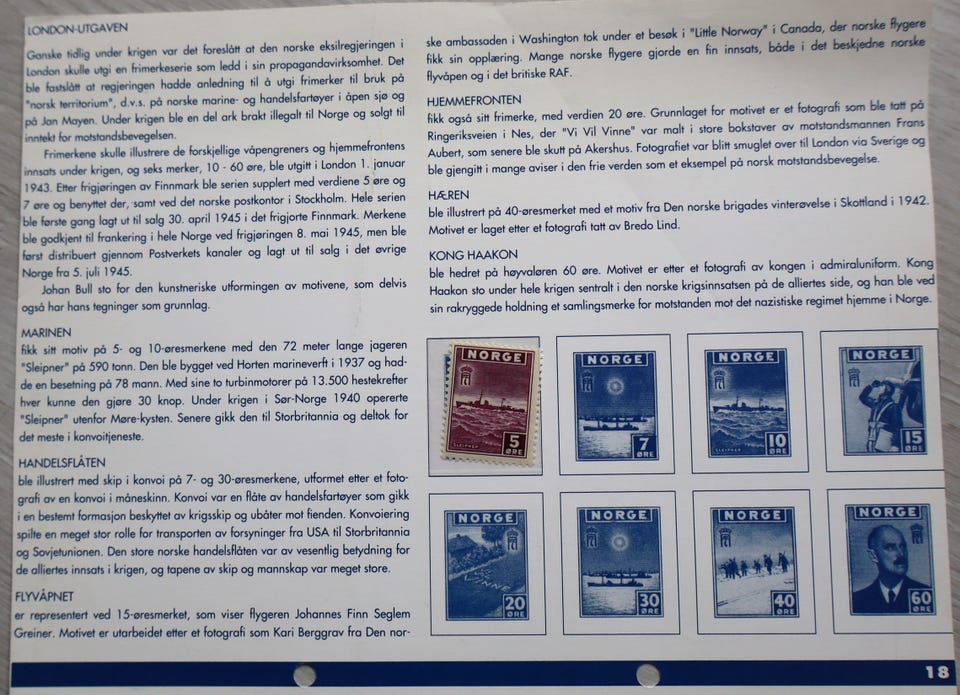 LONDON-UTGAVEN
Ganske tidlig under krigen var det foreslått at den norske eksilregjeringen i
London skulle utgi en frimerkeserie som ledd i sin propagandavirksomhet. Det
ble fastslått at regjeringen hadde anledning til å utgi frimerker til bruk på
"norsk territorium", d.v.s. på norske marine- og handelsfartøyer i åpen sjø og
på Jan Mayen. Under krigen ble en del ark brakt illegalt til Norge og solgt til
inntekt for motstandsbevegelsen.
Frimerkene skulle illustrere de forskjellige våpengreners og hjemmefrontens
innsats under krigen, og seks merker, 10 - 60 øre, ble utgitt i London 1. januar
1943. Etter frigjøringen av Finnmark ble serien supplert med verdiene 5 øre og
7 øre og benyttet der, samt ved det norske postkontor i Stockholm. Hele serien
ble første gang lagt ut til salg 30. april 1945 i det frigjorte Finnmark. Merkene
ble godkjent til frankering i hele Norge ved frigjøringen 8. mai 1945, men ble
først distribuert gjennom Postverkets kanaler og lagt ut til salg i det øvrige
Norge fra 5. juli 1945.
Johan Bull sto for den kunstneriske utformingen av motivene, som delvis
også har hans tegninger som grunnlag.
MARINEN
fikk sitt motiv på 5- og 10-øresmerkene med den 72 meter lange jageren
"Sleipner" på 590 tonn. Den ble bygget ved Horten marineverft i 1937 og had-
de en besetning på 78 mann. Med sine to turbinmotorer på 13.500 hestekrefter
hver kunne den gjøre 30 knop. Under krigen i Sør-Norge 1940 opererte
"Sleipner" utenfor Møre-kysten. Senere gikk den til Storbritannia og deltok for
det meste i konvoitjeneste.
HANDELSFLÅTEN
ble illustrert med skip i konvoi på 7- og 30-øresmerkene, utformet etter et foto-
grafi av en konvoi i måneskinn. Konvoi var en flåte av handelsfartøyer som gikk
i en bestemt formasjon beskyttet av krigsskip og ubåter mot fienden. Konvoiering
spilte en meget stor rolle for transporten av forsyninger fra USA til Storbritannia
og Sovjetunionen. Den store norske handelsflåten var av vesentlig betydning for
de alliertes innsats i krigen, og tapene av skip og mannskap var meget store.
FLYVÅPNET
er representert ved 15-øresmerket, som viser flygeren Johannes Finn Seglem
Greiner. Motivet er utarbeidet etter et fotografi som Kari Berggrav fra Den nor-
ske ambassaden i Washington tok under et besøk i "Little Norway" i Canada, der norske flygere
fikk sin opplæring. Mange norske flygere gjorde en fin innsats, både i det beskjedne norske
flyvåpen og i det britiske RAF.
HJEMMEFRONTEN
fikk også sitt frimerke, med verdien 20 øre. Grunnlaget for motivet er et fotografi som ble tatt på
Ringeriksveien i Nes, der "Vi Vil Vinne" var malt i store bokstaver av motstandsmannen Frans
Aubert, som senere ble skutt på Akershus. Fotografiet var blitt smuglet over til London via Sverige og
ble gjengitt i mange aviser i den frie verden som et eksempel på norsk motstandsbevegelse.
HÆREN
ble illustrert på 40-øresmerket med et motiv fra Den norske brigades vinterøvelse i Skottland i 1942.
Motivet er laget etter et fotografi tatt av Bredo Lind.
KONG HAAKON
ble hedret på høyvaløren 60 øre. Motivet er etter et fotografi av kongen i admiraluniform. Kong
Haakon sto under hele krigen sentralt i den norske krigsinnsatsen på de alliertes side, og han ble ved
sin rakryggede holdning et samlingsmerke for motstanden mot det nazistiske regimet hjemme i Norge.
NORGE
SLEIPNER
5
ØRE
NORGE
7
ØRE
NORGE
SLEIPNER
10
ØRE
NORGE
15
ØRE
NORGE
VI VIL
VINNE
20
ØRE
NORGE
30
ØRE
NORGE
40
ØRE
NORGE
60
ØRE
18